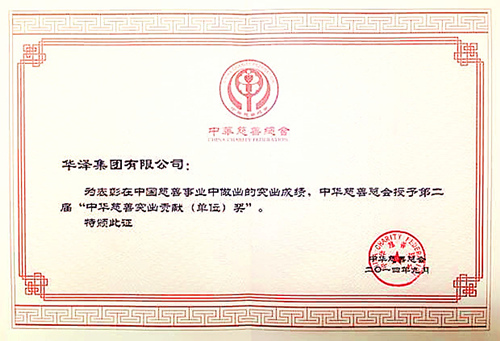 中華慈善總會
CHINA CHARITY FEDERATION
华泽集团有限公司：
为表彰在中国慈善事业中做出的突出成绩，中华慈善总会授予第二
届“中华慈善突出贡献（单位）奖”。
特颁此证
中华慈善总会
二〇一四年九月